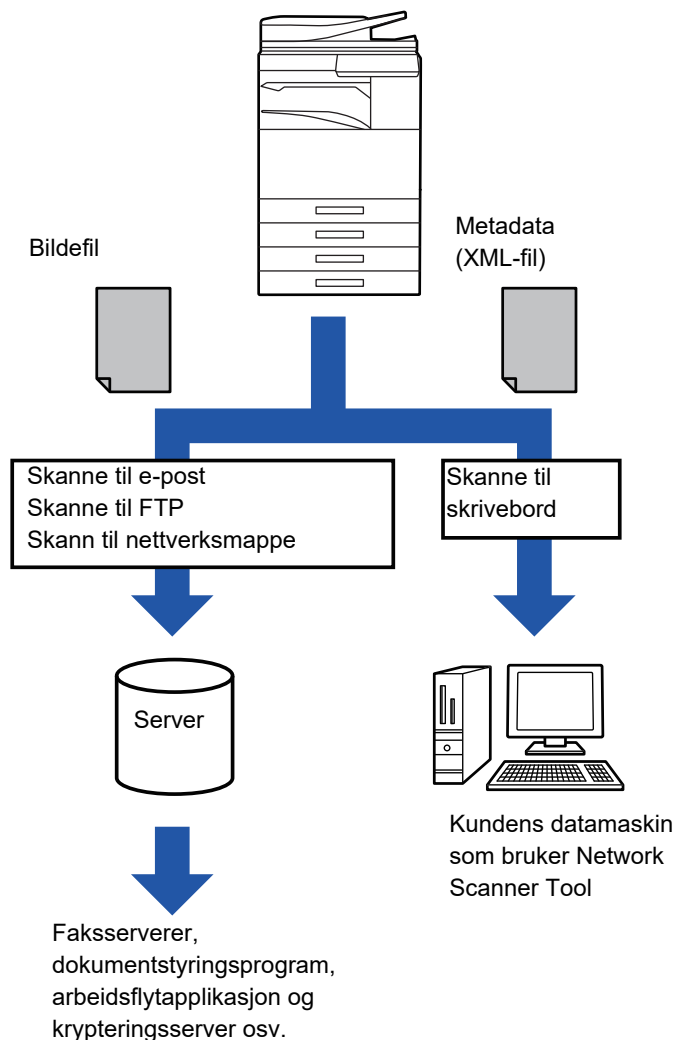 Bildefil
Metadata
(XML-fil)
Skanne til e-post
Skanne til FTP
Skann til nettverksmappe
Skanne til
skrivebord
Server
Kundens datamaskin
som bruker Network
Scanner Tool
Faksserverer,
dokumentstyringsprogram,
arbeidsflytapplikasjon og
krypteringsserver osv.